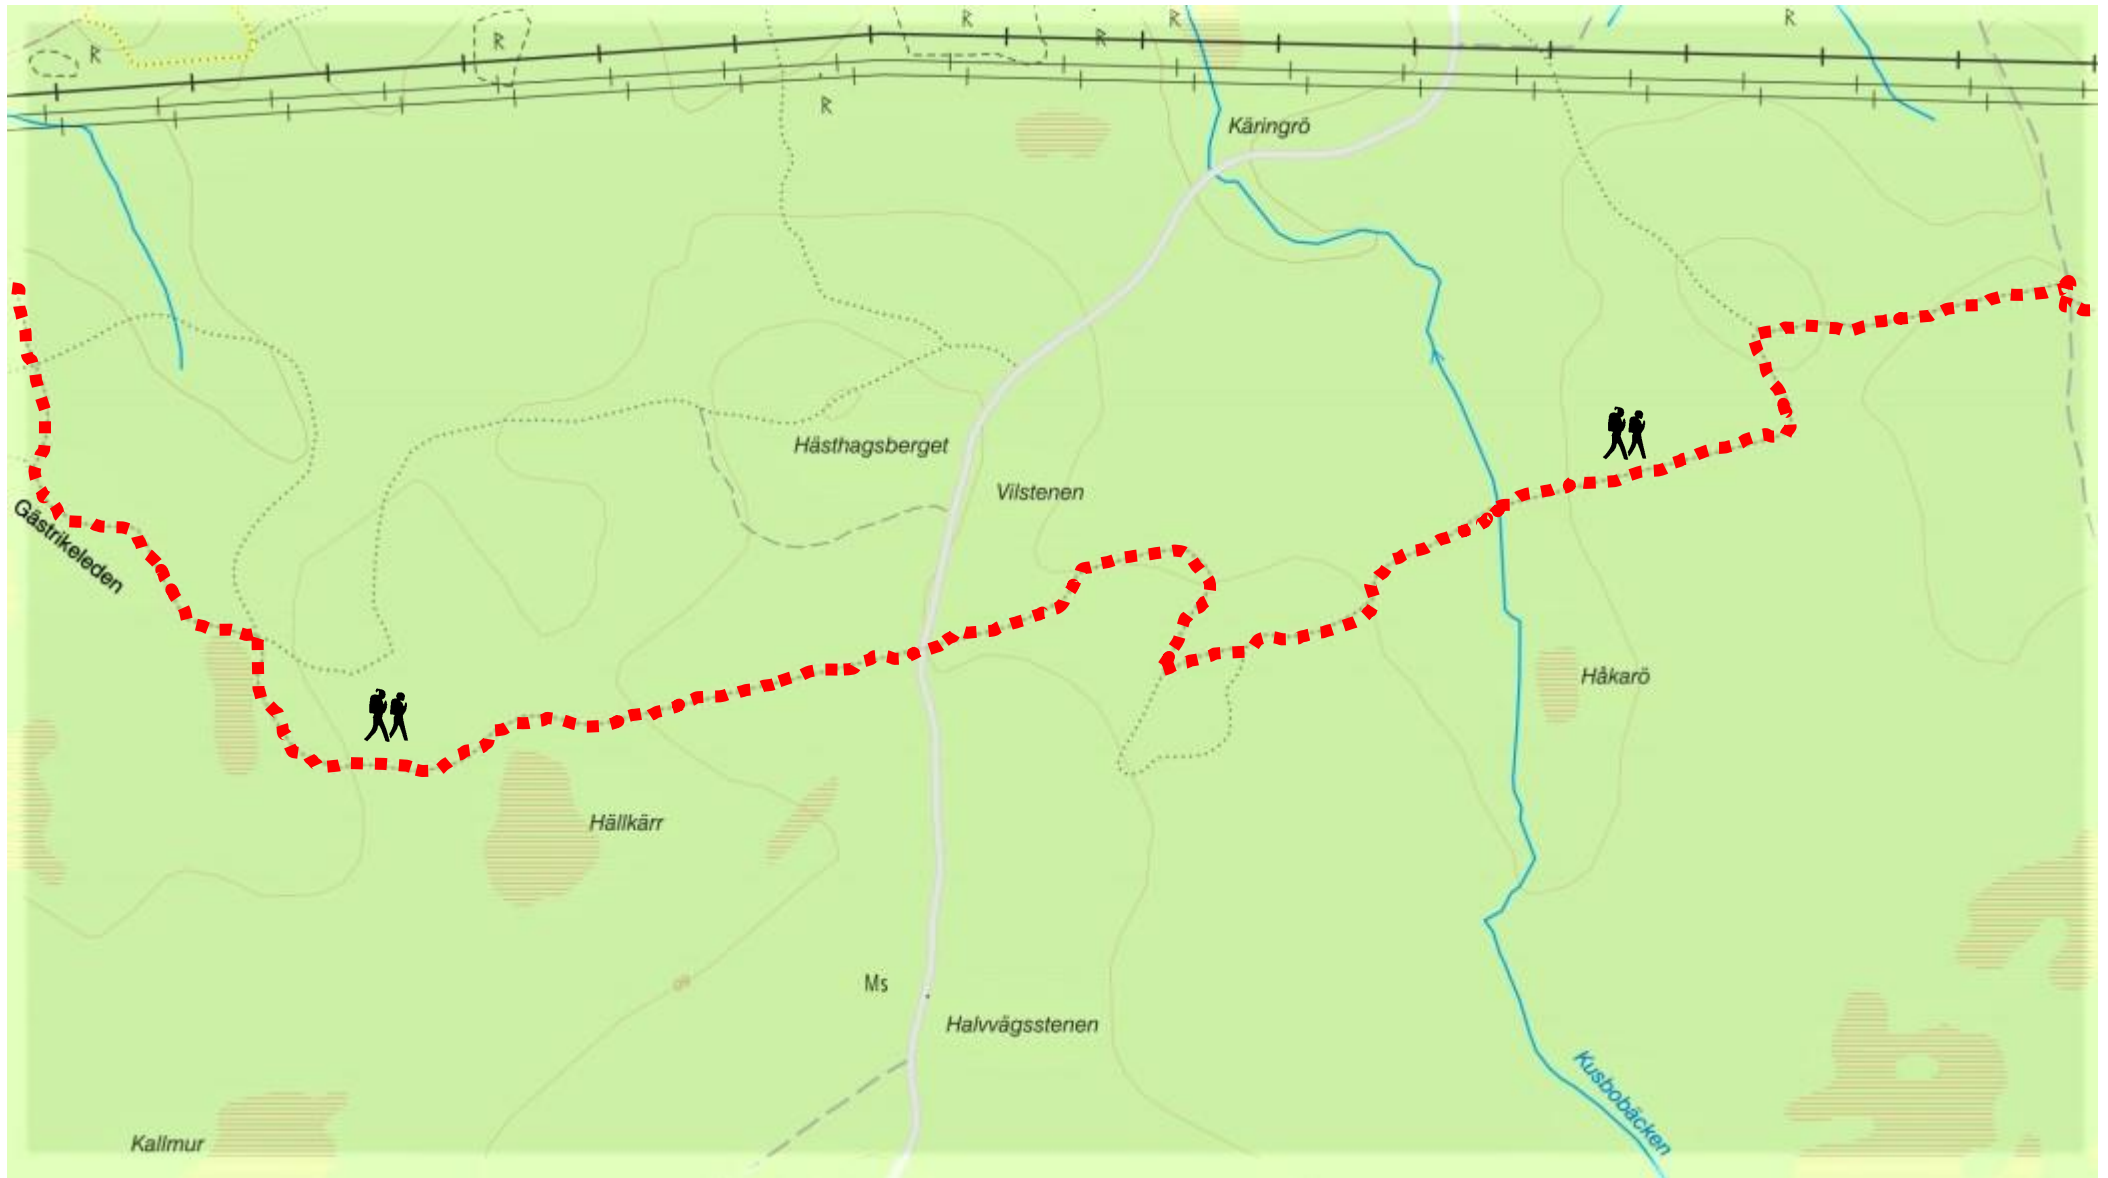 R
R
R
R
R
R
R
Käringrö
Hästhagsberget
Vilstenen
Gästrikeleden
Håkarö
Hällkärr
Ms
Halvvägsstenen
Kusbobäcken
Kallmur